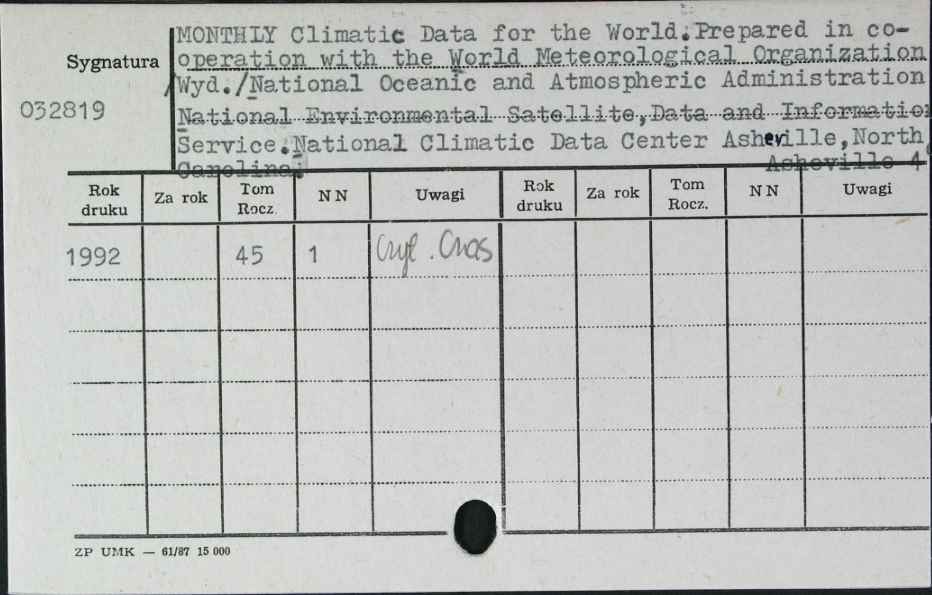 MONTHLY Climatic Data for the World.Prepared in co-
Sygnatura operation with the World Meteorological Organization
/Wyd./National Oceanic and Atmospheric Administration
032819 National Environmental Satellite,Data and Informatio
Service.National Climatic Data Center Asheville,North
Carolina. Asheville 4
Rok druku Za rok Tom Rocz. N N Uwagi Rok druku Za rok Tom Rocz. N N Uwagi
1992 45 1 Czyt. Czas
ZP UMK — 61/87 15 000